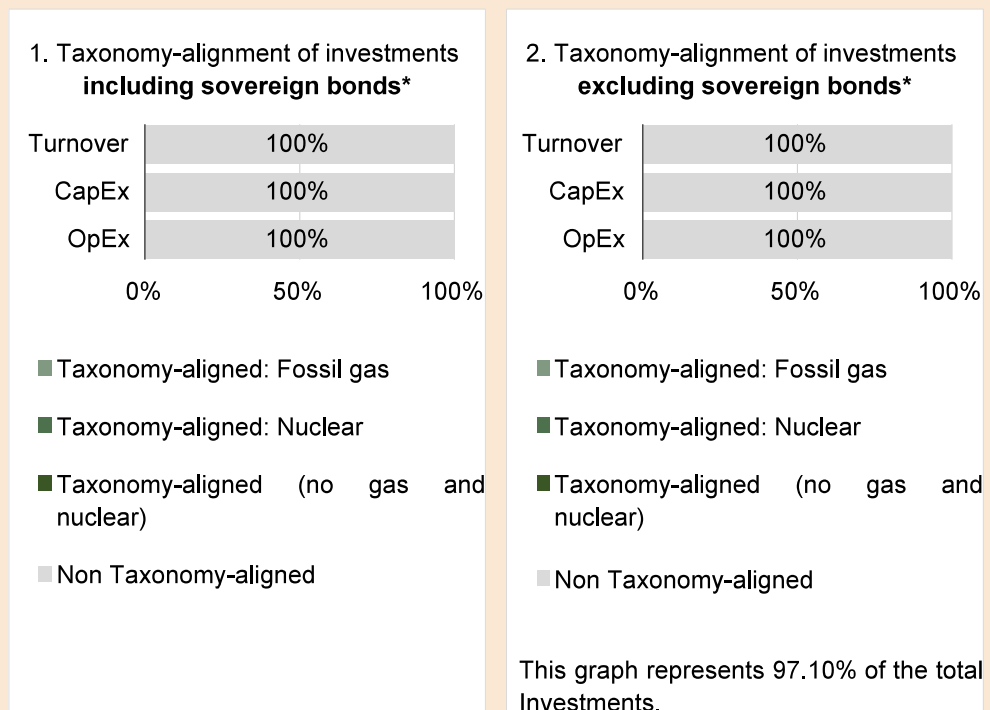 1. Taxonomy-alignment of investments
including sovereign bonds*
Turnover 100%
CapEx 100%
OpEx 100%
0% 50% 100%
Taxonomy-aligned: Fossil gas
Taxonomy-aligned: Nuclear
Taxonomy-aligned (no gas and
nuclear)
Non Taxonomy-aligned
2. Taxonomy-alignment of investments
excluding sovereign bonds*
Turnover 100%
CapEx 100%
OpEx 100%
0% 50% 100%
Taxonomy-aligned: Fossil gas
Taxonomy-aligned: Nuclear
Taxonomy-aligned (no gas and
nuclear)
Non Taxonomy-aligned
This graph represents 97.10% of the total
Investments.